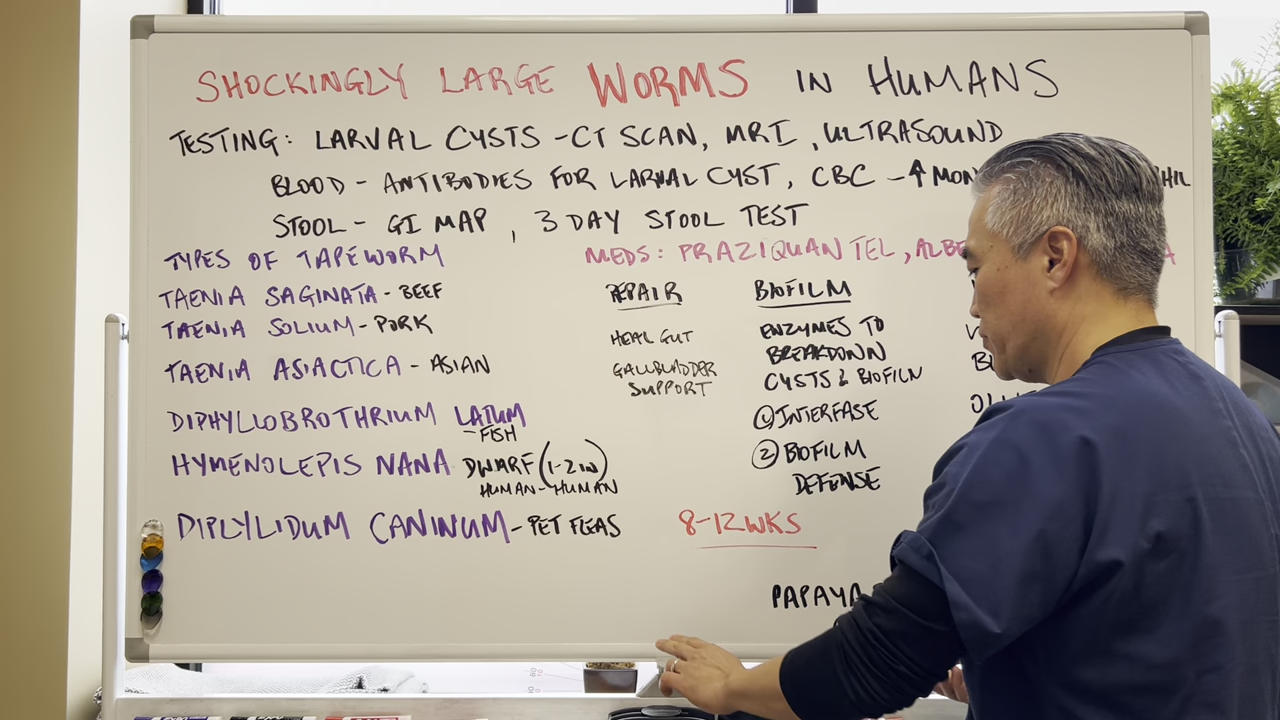 SHOCKINGLY LARGE WORMS IN HUMANS
TESTING: LARVAL CYSTS - CT SCAN, MRI, ULTRASOUND
BLOOD - ANTIBODIES FOR LARVAL CYST, CBC - ↑ MON
STOOL - GI MAP, 3 DAY STOOL TEST
TYPES OF TAPEWORM
MEDS: PRAZIQUANTEL, ALBE
TAENIA SAGINATA - BEEF
TAENIA SOLIUM - PORK
TAENIA ASIACTICA - ASIAN
DIPHYLLOBROTHRIUM LATUM
- FISH
HYMENOLEPIS NANA DWARF (1-2 IN)
HUMAN - HUMAN
DIPLYLIDUM CANINUM - PET FLEAS
REPAIR
HEAL GUT
GALLBLADDER
SUPPORT
BIOFILM
ENZYMES TO
BREAKDOWN
CYSTS & BIOFILM
① INTERFASE
② BIOFILM
DEFENSE
8-12 WKS
PAPAYA